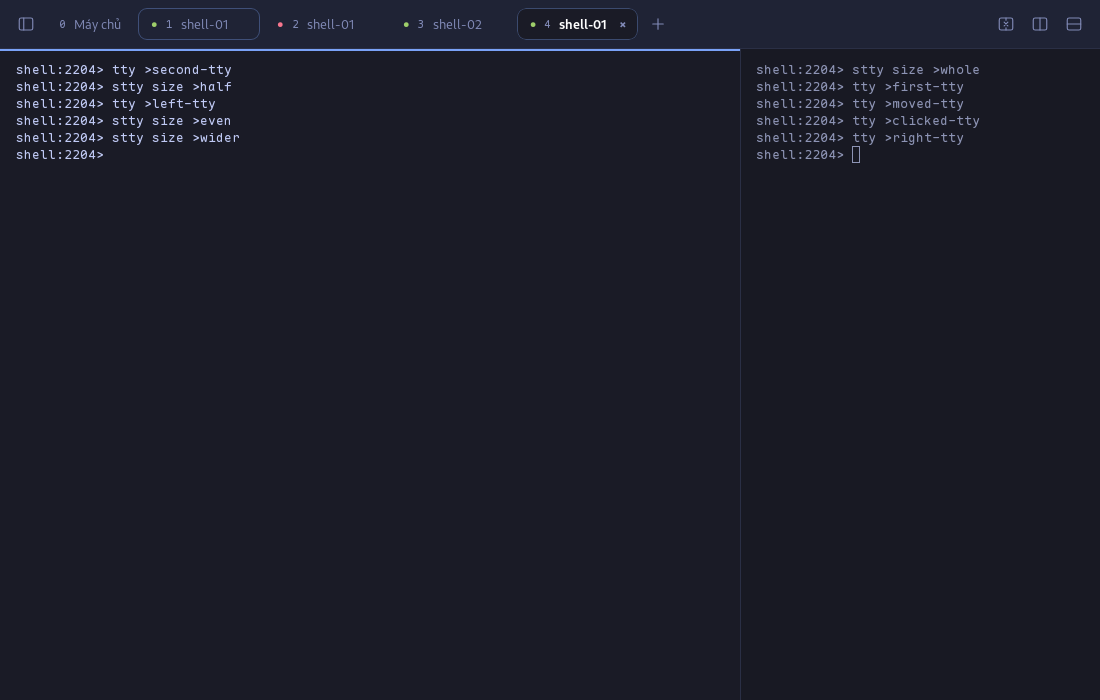 0 Máy chủ 1 shell-01 2 shell-01 3 shell-02 4 shell-01 ×
shell:2204> tty >second-tty
shell:2204> stty size >half
shell:2204> tty >left-tty
shell:2204> stty size >even
shell:2204> stty size >wider
shell:2204>
shell:2204> stty size >whole
shell:2204> tty >first-tty
shell:2204> tty >moved-tty
shell:2204> tty >clicked-tty
shell:2204> tty >right-tty
shell:2204>